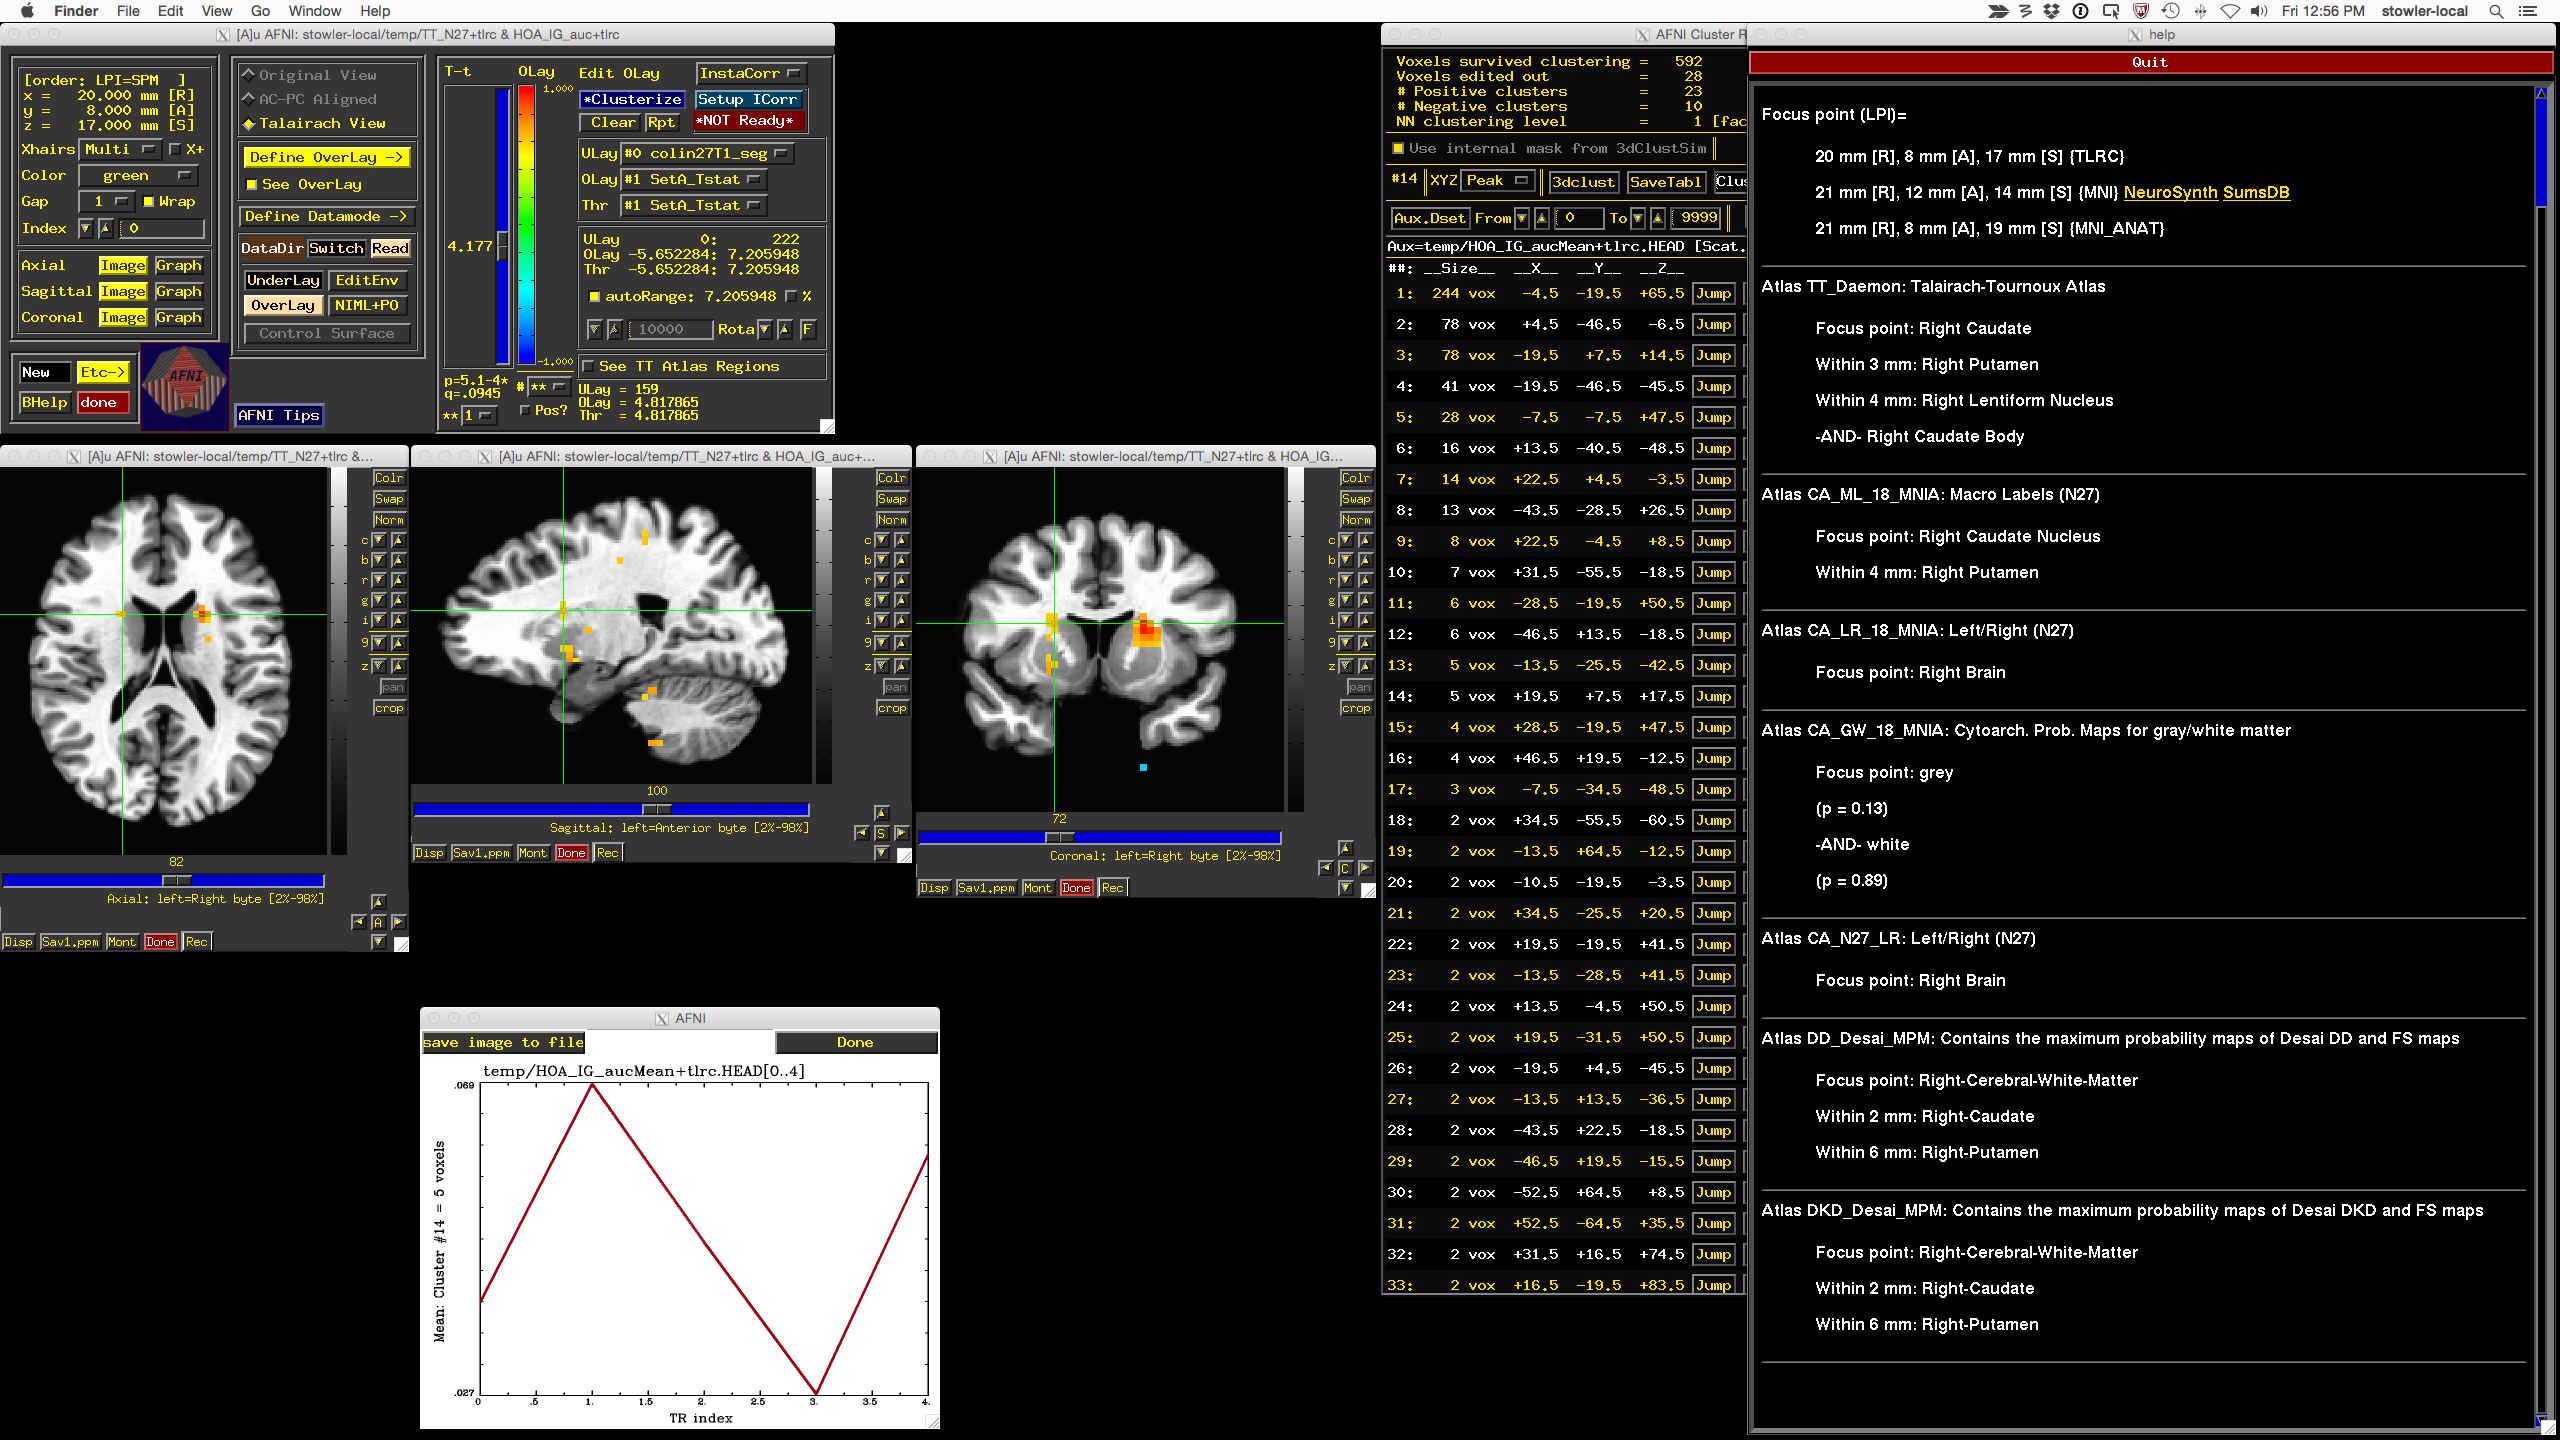 Finder File Edit View Go Window Help
Fri 12:56 PM stowler-local
[A]u AFNI: stowler-local/temp/TT_N27+tlrc & HOA_IG_auc+tlrc
[order: LPI=SPM ]
x = 20.000 mm [R]
y = 8.000 mm [A]
z = 17.000 mm [S]
Xhairs Multi X+
Color green
Gap 1 Wrap
Index 0
Axial Image Graph
Sagittal Image Graph
Coronal Image Graph
New Etc->
BHelp done
AFNI
Original View
AC-PC Aligned
Talairach View
Define OverLay ->
See OverLay
Define Datamode ->
DataDir Switch Read
UnderLay EditEnv
OverLay NIML+PO
Control Surface
AFNI Tips
T-t
4.177
p=5.1-4*
q=.0945
** 1
OLay
1.000
-1.000
# **
Pos?
Edit OLay InstaCorr
*Clusterize Setup ICorr
Clear Rpt *NOT Ready*
ULay #0 colin27T1_seg
OLay #1 SetA_Tstat
Thr #1 SetA_Tstat
ULay 0: 222
OLay -5.652284: 7.205948
Thr -5.652284: 7.205948
autoRange: 7.205948 %
10000 Rota F
See TT Atlas Regions
ULay = 159
OLay = 4.817865
Thr = 4.817865
[A]u AFNI: stowler-local/temp/TT_N27+tlrc &...
Colr
Swap
Norm
c
b
r
g
i
9
z
pan
crop
82
Axial: left=Right byte [2%-98%]
A
Disp Sav1.ppm Mont Done Rec
[A]u AFNI: stowler-local/temp/TT_N27+tlrc & HOA_IG_auc+...
Colr
Swap
Norm
c
b
r
g
i
9
z
pan
crop
100
Sagittal: left=Anterior byte [2%-98%]
S
Disp Sav1.ppm Mont Done Rec
[A]u AFNI: stowler-local/temp/TT_N27+tlrc & HOA_IG...
Colr
Swap
Norm
c
b
r
g
i
9
z
pan
crop
72
Coronal: left=Right byte [2%-98%]
C
Disp Sav1.ppm Mont Done Rec
AFNI
save image to file Done
temp/HOA_IG_aucMean+tlrc.HEAD[0..4]
.069
Mean: Cluster #14 = 5 voxels
.027
0 .5 1. 1.5 2. 2.5 3. 3.5 4.
TR index
AFNI Cluster R
Voxels survived clustering = 592
Voxels edited out = 28
# Positive clusters = 23
# Negative clusters = 10
NN clustering level = 1 [fac
Use internal mask from 3dClustSim
#14 XYZ Peak 3dclust SaveTabl Clus
Aux.Dset From 0 To 9999
Aux=temp/HOA_IG_aucMean+tlrc.HEAD [Scat.
##: __Size__ __X__ __Y__ __Z__
1: 244 vox -4.5 -19.5 +65.5 Jump
2: 78 vox +4.5 -46.5 -6.5 Jump
3: 78 vox -19.5 +7.5 +14.5 Jump
4: 41 vox -19.5 -46.5 -45.5 Jump
5: 28 vox -7.5 -7.5 +47.5 Jump
6: 16 vox +13.5 -40.5 -48.5 Jump
7: 14 vox +22.5 +4.5 -3.5 Jump
8: 13 vox -43.5 -28.5 +26.5 Jump
9: 8 vox +22.5 -4.5 +8.5 Jump
10: 7 vox +31.5 -55.5 -18.5 Jump
11: 6 vox -28.5 -19.5 +50.5 Jump
12: 6 vox -46.5 +13.5 -18.5 Jump
13: 5 vox -13.5 -25.5 -42.5 Jump
14: 5 vox +19.5 +7.5 +17.5 Jump
15: 4 vox +28.5 -19.5 +47.5 Jump
16: 4 vox +46.5 +19.5 -12.5 Jump
17: 3 vox -7.5 -34.5 -48.5 Jump
18: 2 vox +34.5 -55.5 -60.5 Jump
19: 2 vox -13.5 +64.5 -12.5 Jump
20: 2 vox -10.5 -19.5 -3.5 Jump
21: 2 vox +34.5 -25.5 +20.5 Jump
22: 2 vox +19.5 -19.5 +41.5 Jump
23: 2 vox -13.5 -28.5 +41.5 Jump
24: 2 vox +13.5 -4.5 +50.5 Jump
25: 2 vox +19.5 -31.5 +50.5 Jump
26: 2 vox -19.5 +4.5 -45.5 Jump
27: 2 vox -13.5 +13.5 -36.5 Jump
28: 2 vox -43.5 +22.5 -18.5 Jump
29: 2 vox -46.5 +19.5 -15.5 Jump
30: 2 vox -52.5 +64.5 +8.5 Jump
31: 2 vox +52.5 -64.5 +35.5 Jump
32: 2 vox +31.5 +16.5 +74.5 Jump
33: 2 vox +16.5 -19.5 +83.5 Jump
help
Quit
Focus point (LPI)=
20 mm [R], 8 mm [A], 17 mm [S] {TLRC}
21 mm [R], 12 mm [A], 14 mm [S] {MNI} NeuroSynth SumsDB
21 mm [R], 8 mm [A], 19 mm [S] {MNI_ANAT}
Atlas TT_Daemon: Talairach-Tournoux Atlas
Focus point: Right Caudate
Within 3 mm: Right Putamen
Within 4 mm: Right Lentiform Nucleus
-AND- Right Caudate Body
Atlas CA_ML_18_MNIA: Macro Labels (N27)
Focus point: Right Caudate Nucleus
Within 4 mm: Right Putamen
Atlas CA_LR_18_MNIA: Left/Right (N27)
Focus point: Right Brain
Atlas CA_GW_18_MNIA: Cytoarch. Prob. Maps for gray/white matter
Focus point: grey
(p = 0.13)
-AND- white
(p = 0.89)
Atlas CA_N27_LR: Left/Right (N27)
Focus point: Right Brain
Atlas DD_Desai_MPM: Contains the maximum probability maps of Desai DD and FS maps
Focus point: Right-Cerebral-White-Matter
Within 2 mm: Right-Caudate
Within 6 mm: Right-Putamen
Atlas DKD_Desai_MPM: Contains the maximum probability maps of Desai DKD and FS maps
Focus point: Right-Cerebral-White-Matter
Within 2 mm: Right-Caudate
Within 6 mm: Right-Putamen